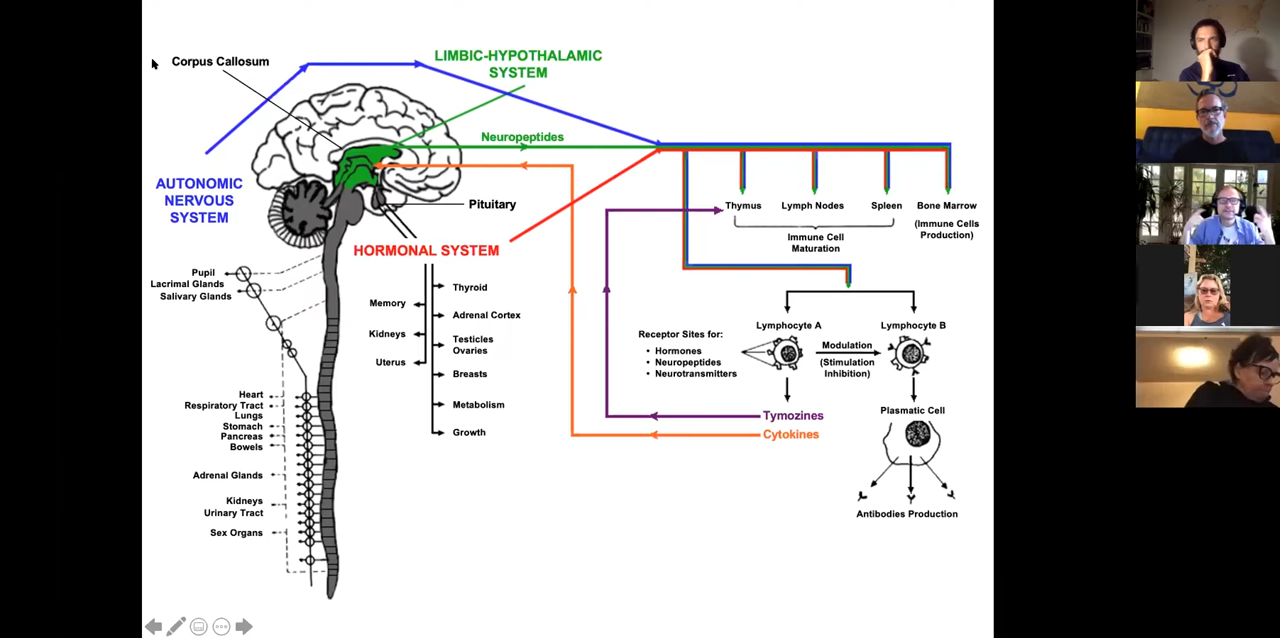 Corpus Callosum
LIMBIC-HYPOTHALAMIC
SYSTEM
Neuropeptides
AUTONOMIC
NERVOUS
SYSTEM
Pituitary
HORMONAL SYSTEM
Thymus
Lymph Nodes
Spleen
Bone Marrow
(Immune Cells
Production)
Immune Cell
Maturation
Pupil
Lacrimal Glands
Salivary Glands
Memory
Kidneys
Uterus
Thyroid
Adrenal Cortex
Testicles
Ovaries
Breasts
Metabolism
Growth
Heart
Respiratory Tract
Lungs
Stomach
Pancreas
Bowels
Adrenal Glands
Kidneys
Urinary Tract
Sex Organs
Receptor Sites for:
• Hormones
• Neuropeptides
• Neurotransmitters
Lymphocyte A
Modulation
(Stimulation
Inhibition)
Lymphocyte B
Tymozines
Cytokines
Plasmatic Cell
Antibodies Production